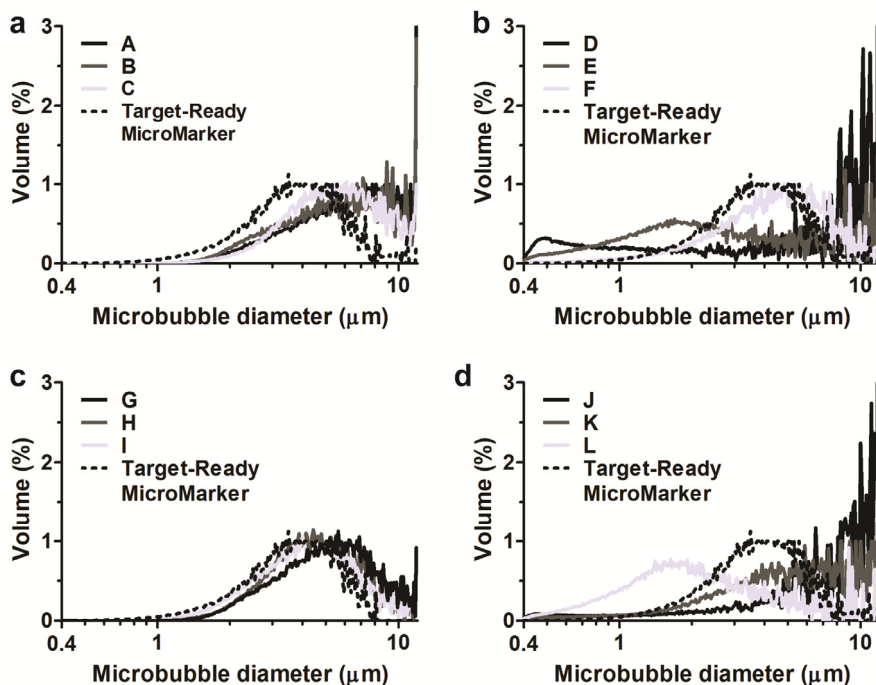 a
Volume (%)
3
2
1
0
A
B
C
Target-Ready
MicroMarker
0.4
1
10
Microbubble diameter (μm)
b
Volume (%)
3
2
1
0
D
E
F
Target-Ready
MicroMarker
0.4
1
10
Microbubble diameter (μm)
c
Volume (%)
3
2
1
0
G
H
I
Target-Ready
MicroMarker
0.4
1
10
Microbubble diameter (μm)
d
Volume (%)
3
2
1
0
J
K
L
Target-Ready
MicroMarker
0.4
1
10
Microbubble diameter (μm)